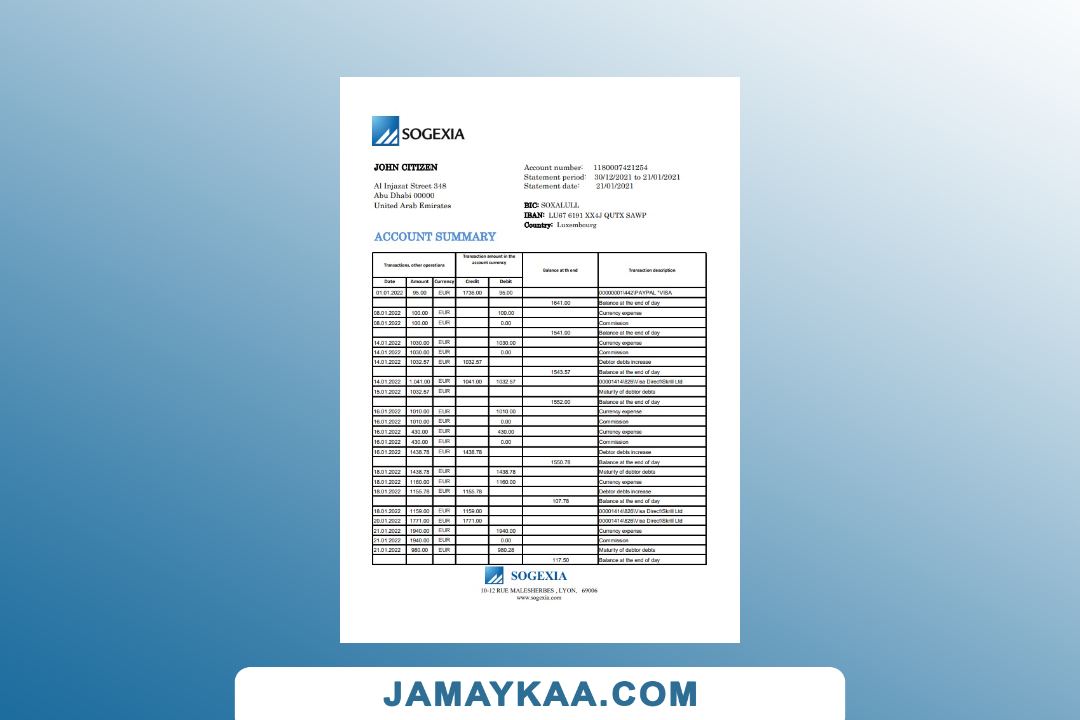 SOGEXIA
JOHN CITIZEN
Al Injazat Street 348
Abu Dhabi 00000
United Arab Emirates
Account number: 1180007421254
Statement period: 30/12/2021 to 21/01/2021
Statement date: 21/01/2021
BIC: SOXALULL
IBAN: LU67 6191 XX4J QUTX SAWP
Country: Luxembourg
ACCOUNT SUMMARY
Transactions, other operations
Transaction amount in the
account currency
Balance at th end
Transaction description
Date Amount Currency Credit Debit
01.01.2022 95.00 EUR 1736.00 95.00 00000001\442\PAYPAL *VISA
1641.00 Balance at the end of day
08.01.2022 100.00 EUR 100.00 Currency expense
08.01.2022 100.00 EUR 0.00 Commission
1541.00 Balance at the end of day
14.01.2022 1030.00 EUR 1030.00 Currency expense
14.01.2022 1030.00 EUR 0.00 Commission
14.01.2022 1032.57 EUR 1032.57 Debtor debts increase
1543.57 Balance at the end of day
14.01.2022 1 041.00 EUR 1041.00 1032.57 00001414\826\Visa Direct\Skrill Ltd
15.01.2022 1032.57 EUR Maturity of debtor debts
1552.00 Balance at the end of day
16.01.2022 1010.00 EUR 1010.00 Currency expense
16.01.2022 1010.00 EUR 0.00 Commission
16.01.2022 430.00 EUR 430.00 Currency expense
16.01.2022 430.00 EUR 0.00 Commission
16.01.2022 1438.78 EUR 1438.78 Debtor debts increase
1550.78 Balance at the end of day
18.01.2022 1438.78 EUR 1438.78 Maturity of debtor debts
18.01.2022 1160.00 EUR 1160.00 Currency expense
18.01.2022 1155.78 EUR 1155.78 Debtor debts increase
107.78 Balance at the end of day
18.01.2022 1159.00 EUR 1159.00 00001414\826\Visa Direct\Skrill Ltd
20.01.2022 1771.00 EUR 1771.00 00001414\826\Visa Direct\Skrill Ltd
21.01.2022 1940.00 EUR 1940.00 Currency expense
21.01.2022 1940.00 EUR 0.00 Commission
21.01.2022 980.00 EUR 980.28 Maturity of debtor debts
117.50 Balance at the end of day
SOGEXIA
10-12 RUE MALESHERBES , LYON, 69006
www.sogexia.com
JAMAYKAA.COM